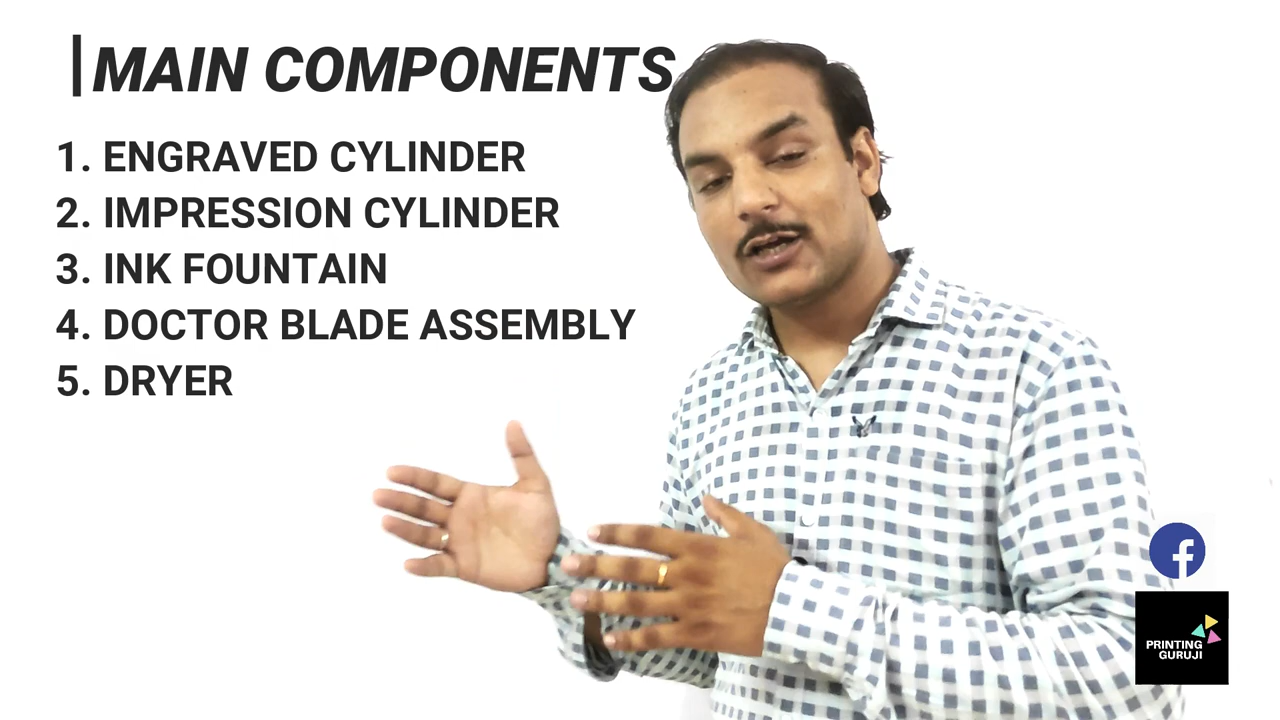 MAIN COMPONENTS
1. ENGRAVED CYLINDER
2. IMPRESSION CYLINDER
3. INK FOUNTAIN
4. DOCTOR BLADE ASSEMBLY
5. DRYER
f
PRINTING
GURUJI